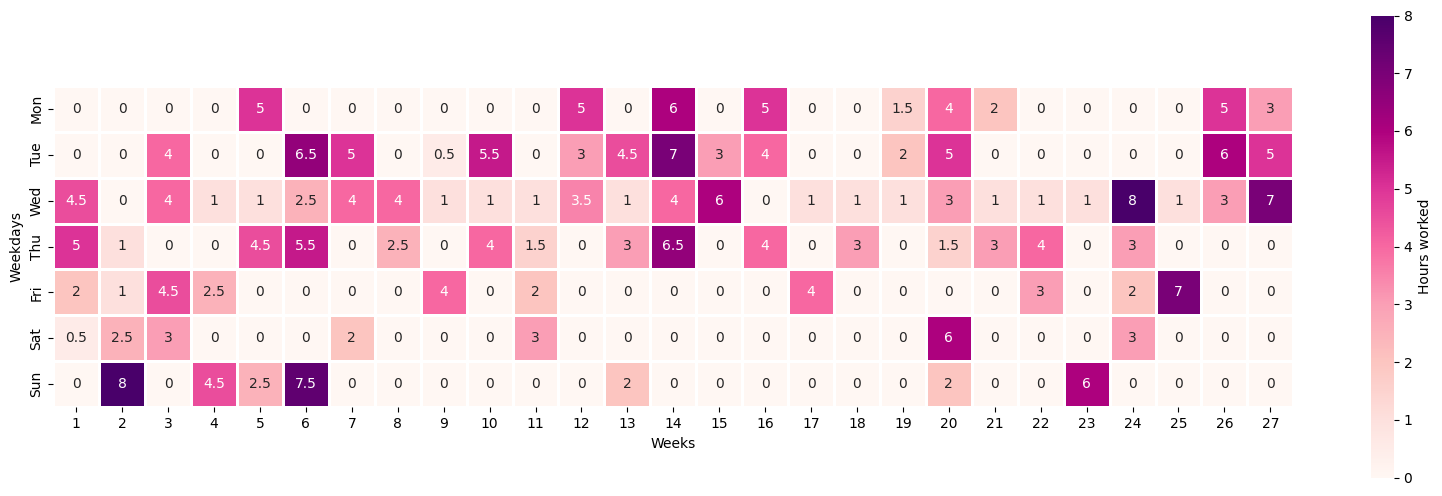 Mon 0 0 0 0 5 0 0 0 0 0 0 5 0 6 0 5 0 0 1.5 4 2 0 0 0 0 5 3
Tue 0 0 4 0 0 6.5 5 0 0.5 5.5 0 3 4.5 7 3 4 0 0 2 5 0 0 0 0 0 6 5
Wed 4.5 0 4 1 1 2.5 4 4 1 1 1 3.5 1 4 6 0 1 1 1 3 1 1 1 8 1 3 7
Thu 5 1 0 0 4.5 5.5 0 2.5 0 4 1.5 0 3 6.5 0 4 0 3 0 1.5 3 4 0 3 0 0 0
Fri 2 1 4.5 2.5 0 0 0 0 4 0 2 0 0 0 0 0 4 0 0 0 0 3 0 2 7 0 0
Sat 0.5 2.5 3 0 0 0 2 0 0 0 3 0 0 0 0 0 0 0 0 6 0 0 0 3 0 0 0
Sun 0 8 0 4.5 2.5 7.5 0 0 0 0 0 0 2 0 0 0 0 0 0 2 0 0 6 0 0 0 0
1 2 3 4 5 6 7 8 9 10 11 12 13 14 15 16 17 18 19 20 21 22 23 24 25 26 27
Weeks
Weekdays
8
7
6
5
4
3
2
1
0
Hours worked